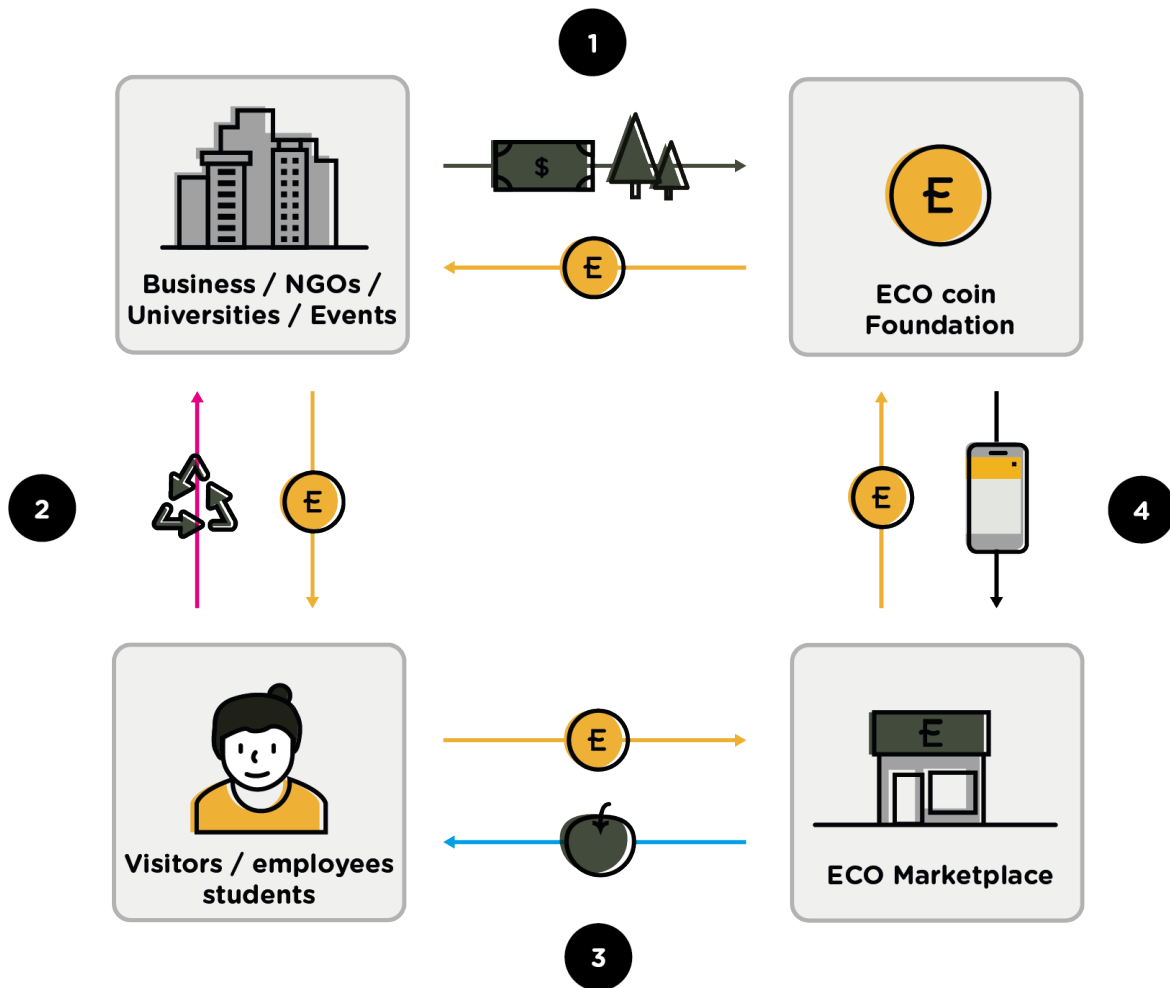 1
$
E
Business / NGOs /
Universities / Events
E
ECO coin
Foundation
2
E
E
4
E
E
Visitors / employees
students
E
ECO Marketplace
3